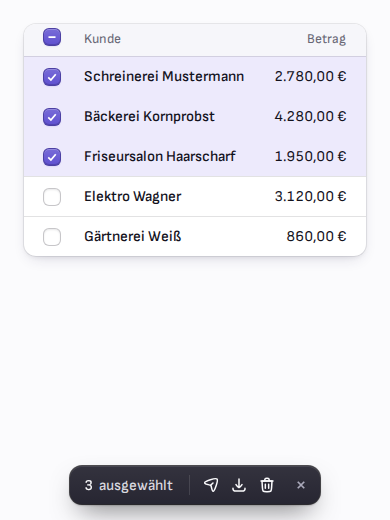 Kunde Betrag
Schreinerei Mustermann 2.780,00 €
Bäckerei Kornprobst 4.280,00 €
Friseursalon Haarscharf 1.950,00 €
Elektro Wagner 3.120,00 €
Gärtnerei Weiß 860,00 €
3 ausgewählt